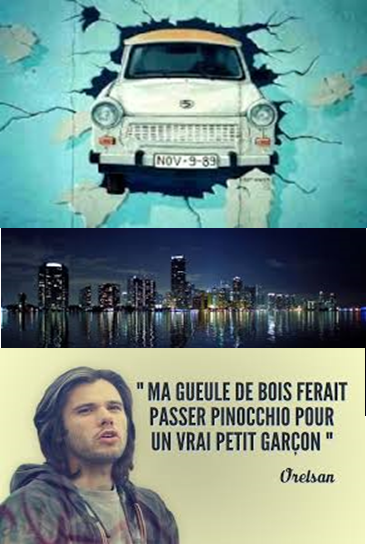 NOV•9-89
" MA GUEULE DE BOIS FERAIT
PASSER PINOCCHIO POUR
UN VRAI PETIT GARÇON "
Orelsan